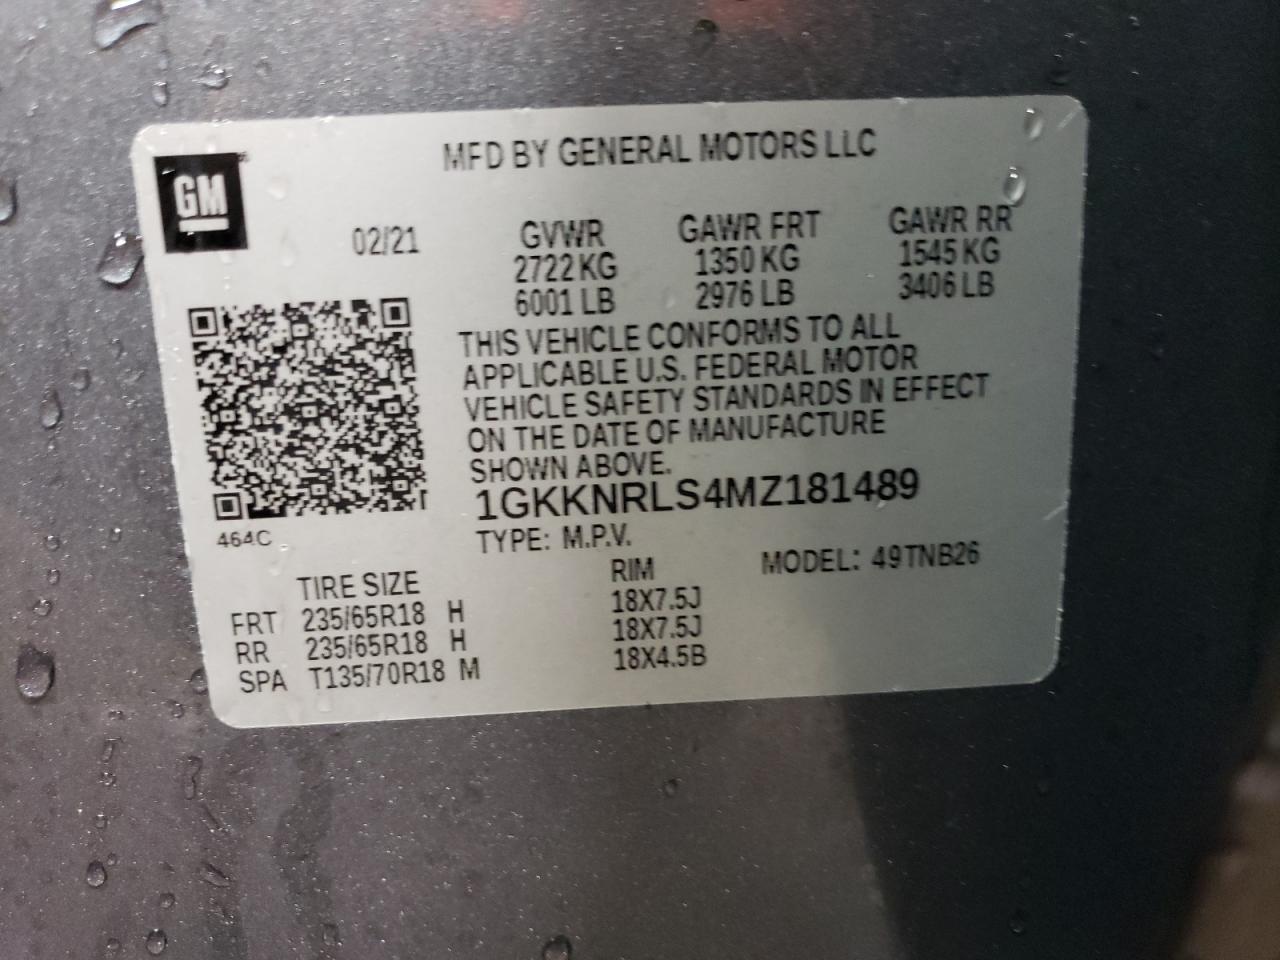 MFD BY GENERAL MOTORS LLC
GM
02/21
GVWR GAWR FRT GAWR RR
2722 KG 1350 KG 1545 KG
6001 LB 2976 LB 3406 LB
THIS VEHICLE CONFORMS TO ALL
APPLICABLE U.S. FEDERAL MOTOR
VEHICLE SAFETY STANDARDS IN EFFECT
ON THE DATE OF MANUFACTURE
SHOWN ABOVE.
1GKKNRLS4MZ181489
464C
TYPE: M.P.V. MODEL: 49TNB26
TIRE SIZE RIM
FRT 235/65R18 H 18X7.5J
RR 235/65R18 H 18X7.5J
SPA T135/70R18 M 18X4.5B